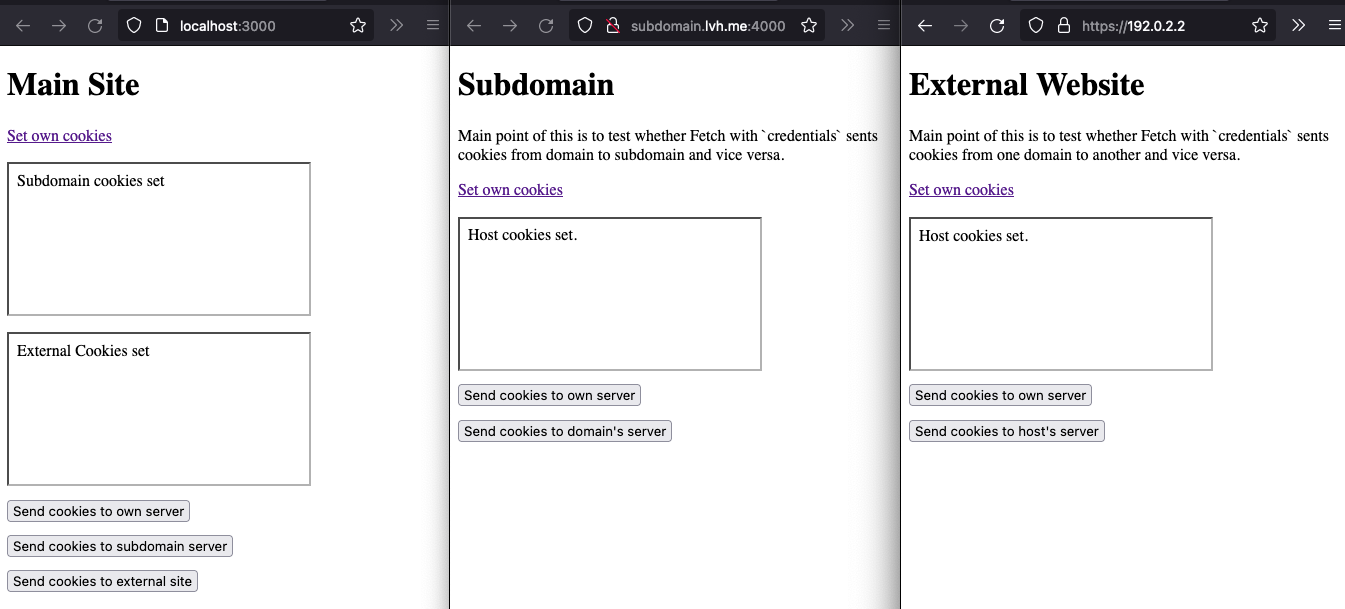 localhost:3000
Main Site
Set own cookies
Subdomain cookies set
External Cookies set
Send cookies to own server
Send cookies to subdomain server
Send cookies to external site
subdomain.lvh.me:4000
Subdomain
Main point of this is to test whether Fetch with `credentials` sents
cookies from domain to subdomain and vice versa.
Set own cookies
Host cookies set.
Send cookies to own server
Send cookies to domain's server
https://192.0.2.2
External Website
Main point of this is to test whether Fetch with `credentials` sents
cookies from one domain to another and vice versa.
Set own cookies
Host cookies set.
Send cookies to own server
Send cookies to host's server